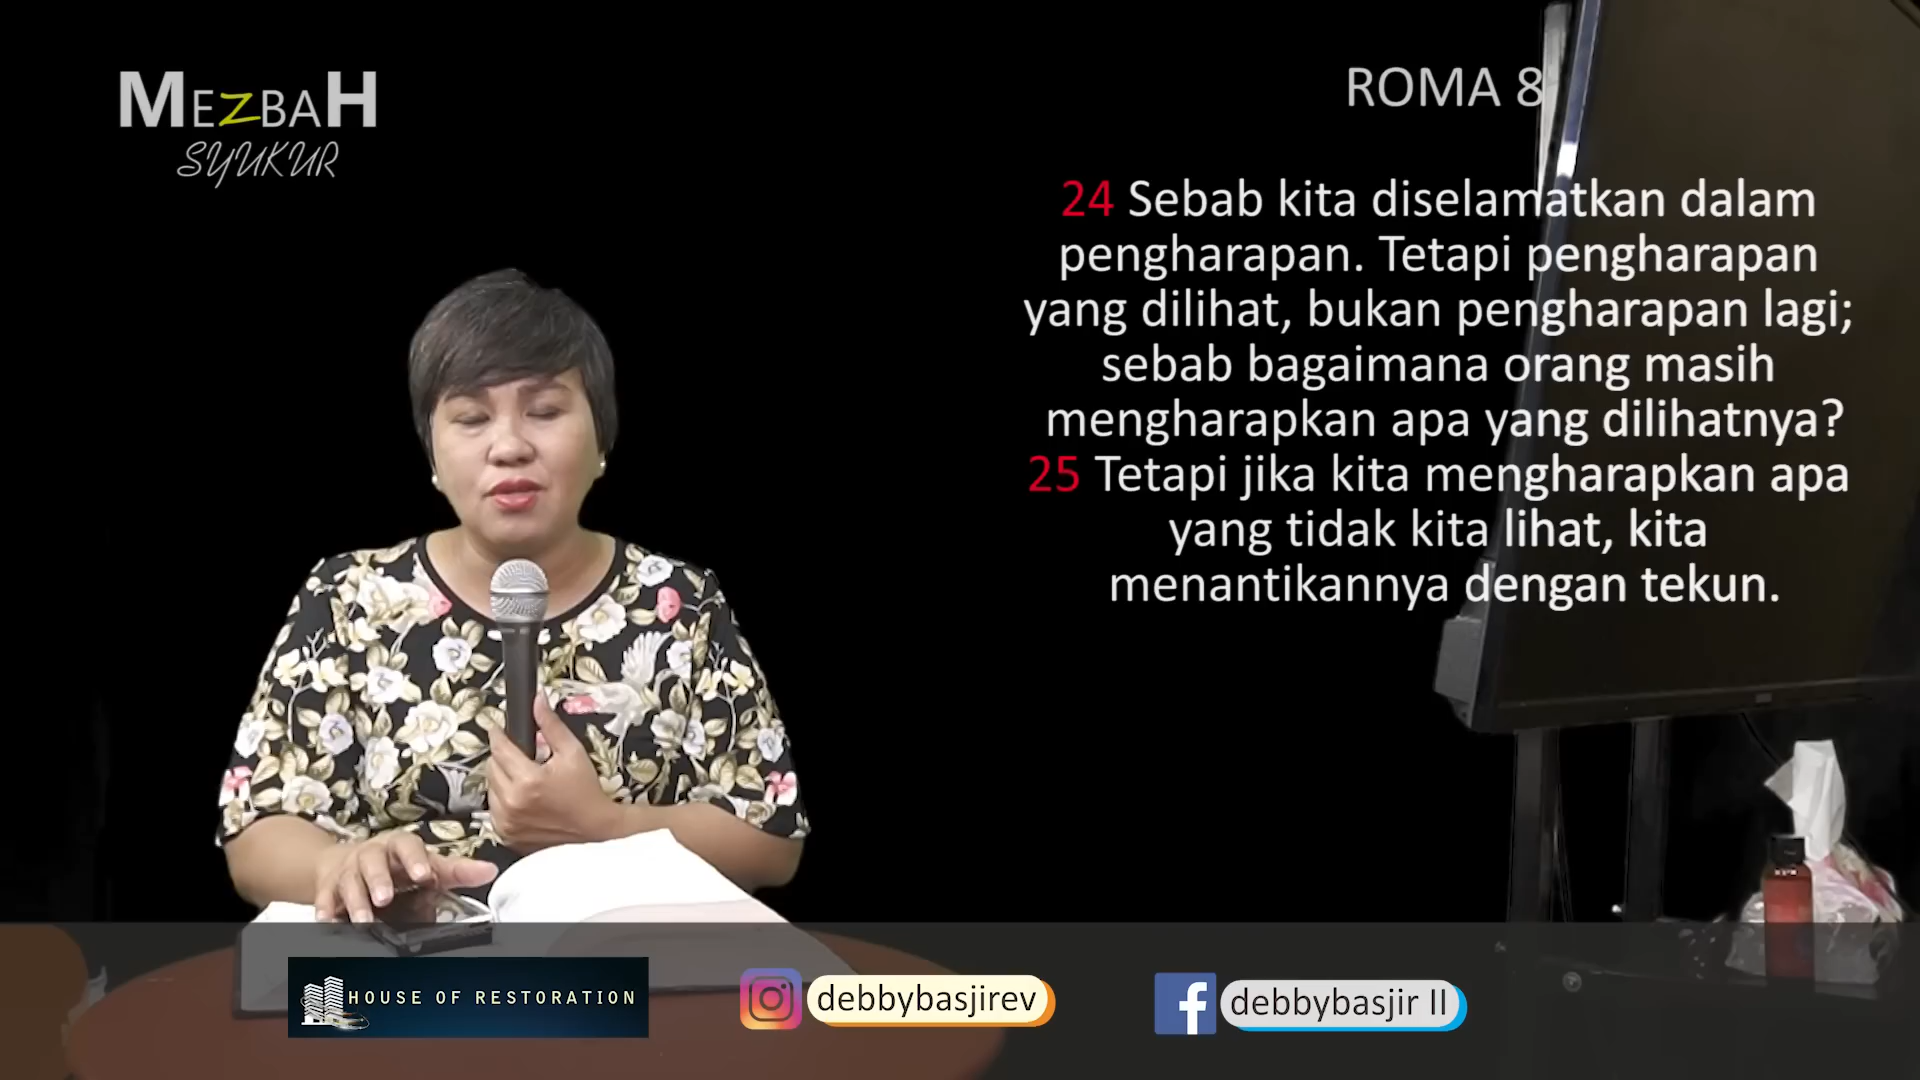 MEZBAH
SYUKUR
ROMA 8
24 Sebab kita diselamatkan dalam
pengharapan. Tetapi pengharapan
yang dilihat, bukan pengharapan lagi;
sebab bagaimana orang masih
mengharapkan apa yang dilihatnya?
25 Tetapi jika kita mengharapkan apa
yang tidak kita lihat, kita
menantikannya dengan tekun.
HOUSE OF RESTORATION
debbybasjirev
debbybasjir II